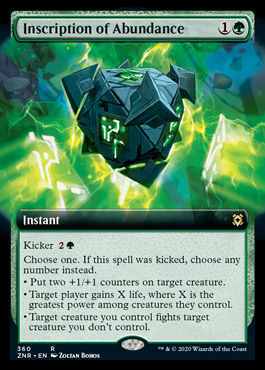 Inscription of Abundance 1
Instant
Kicker 2
Choose one. If this spell was kicked, choose any
number instead.
• Put two +1/+1 counters on target creature.
• Target player gains X life, where X is the
greatest power among creatures they control.
• Target creature you control fights target
creature you don't control.
360 R
ZNR • EN Zoltan Boros
™ & © 2020 Wizards of the Coast